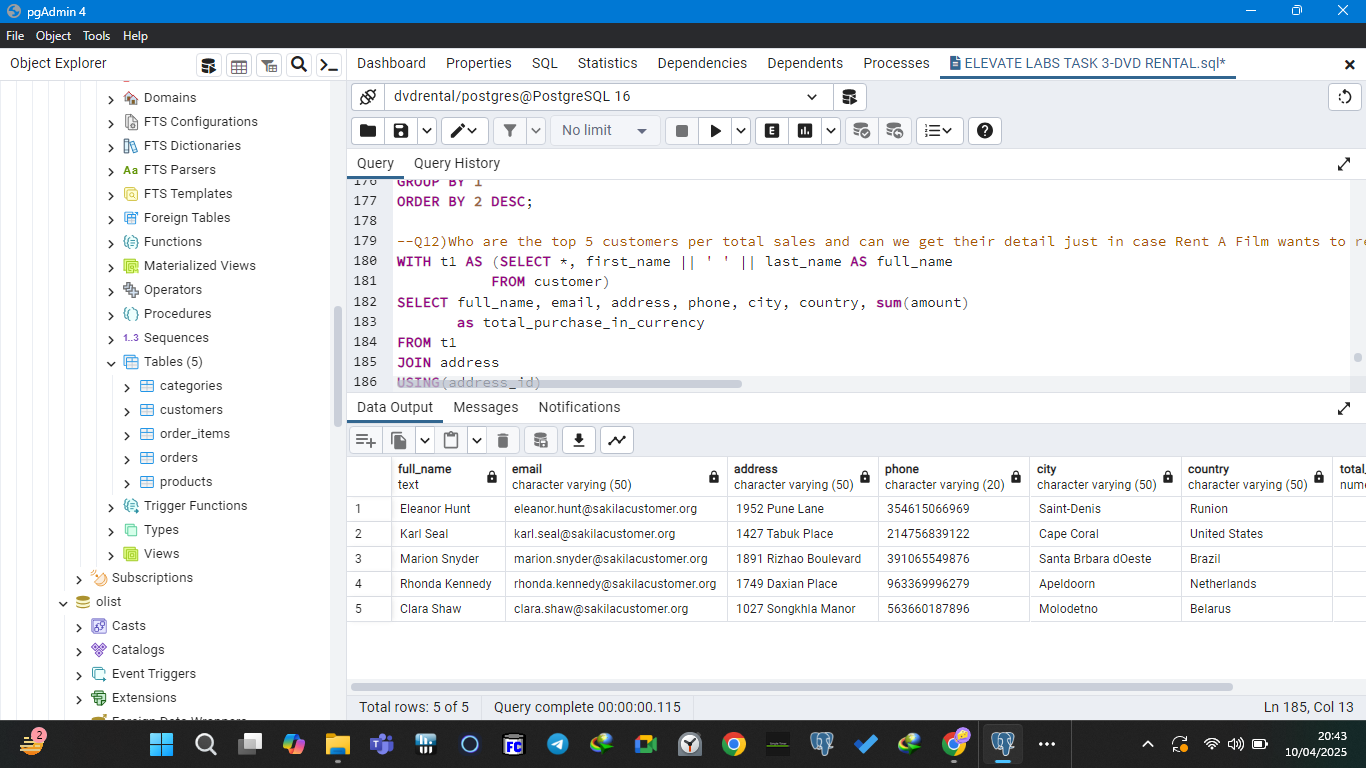 pgAdmin 4
File Object Tools Help
Object Explorer
Dashboard Properties SQL Statistics Dependencies Dependents Processes ELEVATE LABS TASK 3-DVD RENTAL.sql*
dvdrental/postgres@PostgreSQL 16
No limit
E
Query Query History
176 GROUP BY 1
177 ORDER BY 2 DESC;
178
179 --Q12)Who are the top 5 customers per total sales and can we get their detail just in case Rent A Film wants to re
180 WITH t1 AS (SELECT *, first_name || ' ' || last_name AS full_name
181 FROM customer)
182 SELECT full_name, email, address, phone, city, country, sum(amount)
183 as total_purchase_in_currency
184 FROM t1
185 JOIN address
186 USING(address_id)
Domains
FTS Configurations
FTS Dictionaries
Aa FTS Parsers
FTS Templates
Foreign Tables
Functions
Materialized Views
Operators
Procedures
1..3 Sequences
Tables (5)
categories
customers
order_items
orders
products
Trigger Functions
Types
Views
Subscriptions
olist
Casts
Catalogs
Event Triggers
Extensions
Foreign Data Wrappers
Data Output Messages Notifications
full_name email address phone city country total_
text character varying (50) character varying (50) character varying (20) character varying (50) character varying (50) nume
1 Eleanor Hunt eleanor.hunt@sakilacustomer.org 1952 Pune Lane 354615066969 Saint-Denis Runion
2 Karl Seal karl.seal@sakilacustomer.org 1427 Tabuk Place 214756839122 Cape Coral United States
3 Marion Snyder marion.snyder@sakilacustomer.org 1891 Rizhao Boulevard 391065549876 Santa Brbara dOeste Brazil
4 Rhonda Kennedy rhonda.kennedy@sakilacustomer.org 1749 Daxian Place 963369996279 Apeldoorn Netherlands
5 Clara Shaw clara.shaw@sakilacustomer.org 1027 Songkhla Manor 563660187896 Molodetno Belarus
Total rows: 5 of 5 Query complete 00:00:00.115 Ln 185, Col 13
2
FC
20:43
10/04/2025